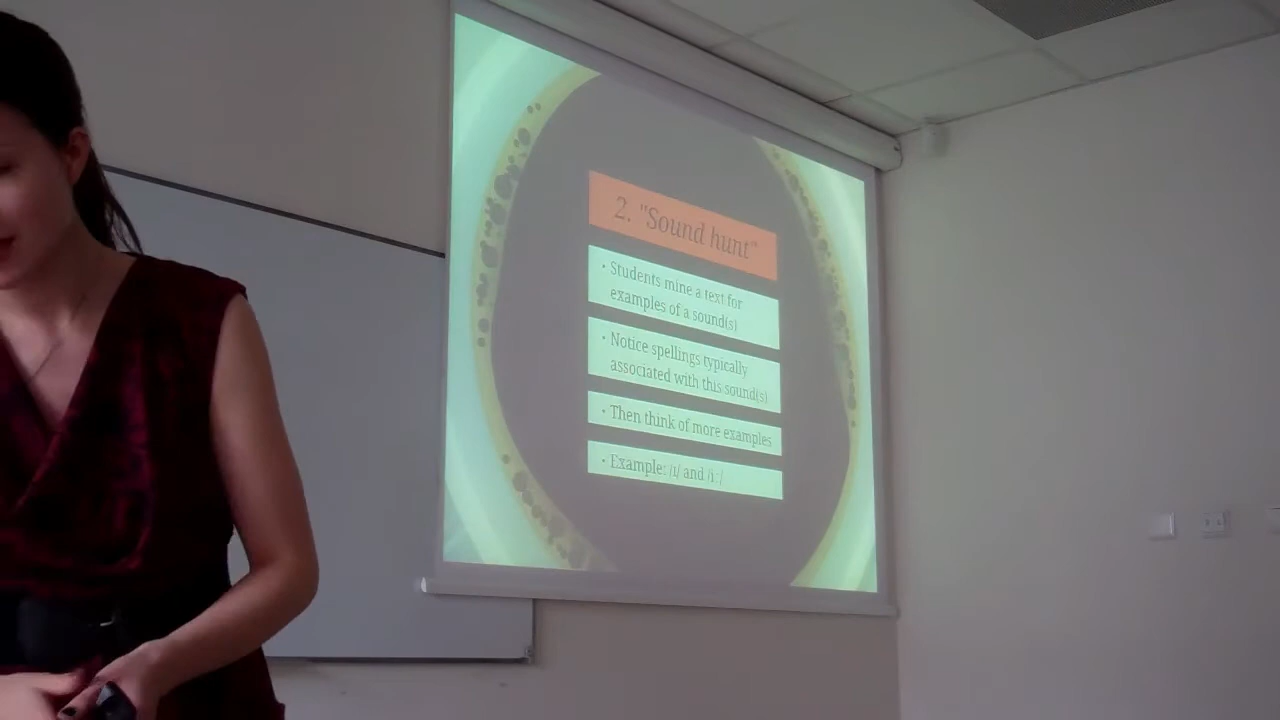 2. "Sound hunt"
• Students mine a text for
examples of a sound(s)
• Notice spellings typically
associated with this sound(s)
• Then think of more examples
• Example: /ɪ/ and /iː/